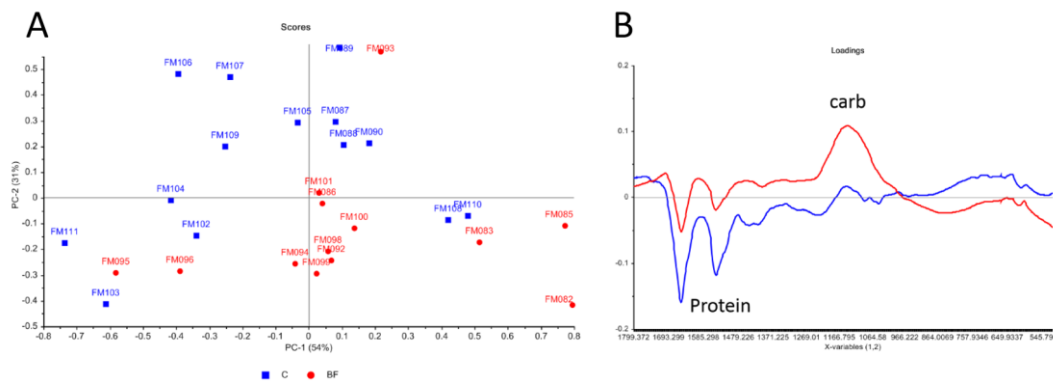 A
Scores
FM089
FM093
FM106
FM107
FM105
FM087
FM088
FM090
FM109
FM101
FM086
FM104
FM102
FM111
FM100
FM108
FM110
FM083
FM085
FM098
FM092
FM094
FM095
FM096
FM103
FM082
0.5
0.4
0.3
0.2
0.1
0
-0.1
-0.2
-0.3
-0.4
-0.5
PC-2 (31%)
-0.8 -0.7 -0.6 -0.5 -0.4 -0.3 -0.2 -0.1 0 0.1 0.2 0.3 0.4 0.5 0.6 0.7 0.8
PC-1 (54%)
C BF
B
Loadings
carb
Protein
0.2
0.1
0
-0.1
-0.2
1799.372 1693.299 1585.298 1479.226 1371.225 1269.01 1166.795 1064.58 966.222 864.0069 757.9346 649.9337 545.79
X-variables (1,2)